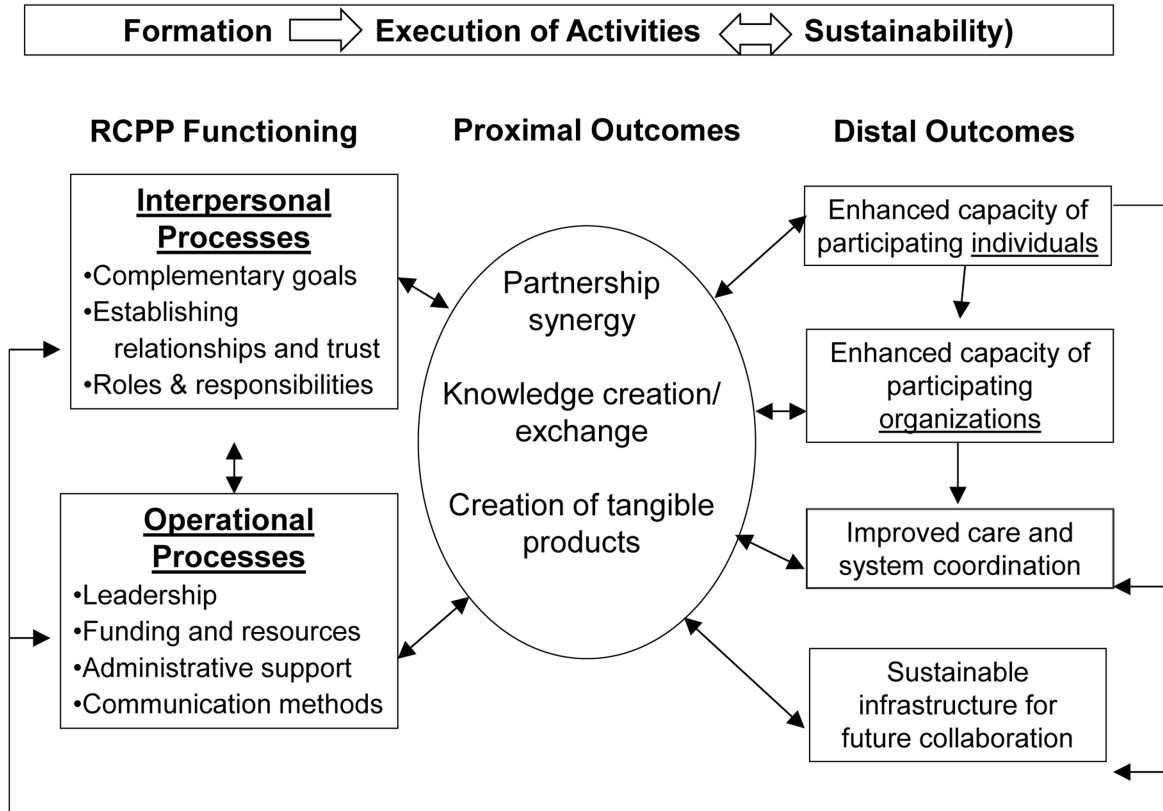 Formation Execution of Activities Sustainability)
RCPP Functioning
Proximal Outcomes
Distal Outcomes
Interpersonal
Processes
•Complementary goals
•Establishing
relationships and trust
•Roles & responsibilities
Operational
Processes
•Leadership
•Funding and resources
•Administrative support
•Communication methods
Partnership
synergy
Knowledge creation/
exchange
Creation of tangible
products
Enhanced capacity of
participating individuals
Enhanced capacity of
participating
organizations
Improved care and
system coordination
Sustainable
infrastructure for
future collaboration